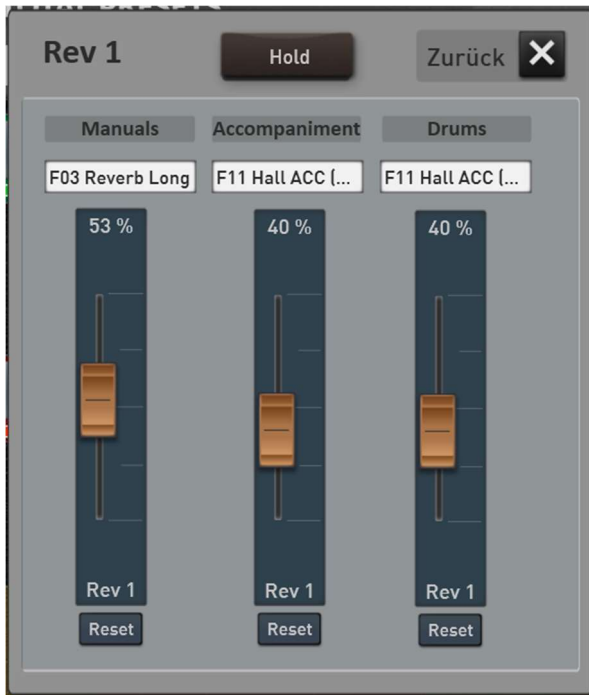 Rev 1
Hold
Zurück
Manuals Accompaniment Drums
F03 Reverb Long F11 Hall ACC (... F11 Hall ACC (...
53 % 40 % 40 %
Rev 1 Rev 1 Rev 1
Reset Reset Reset